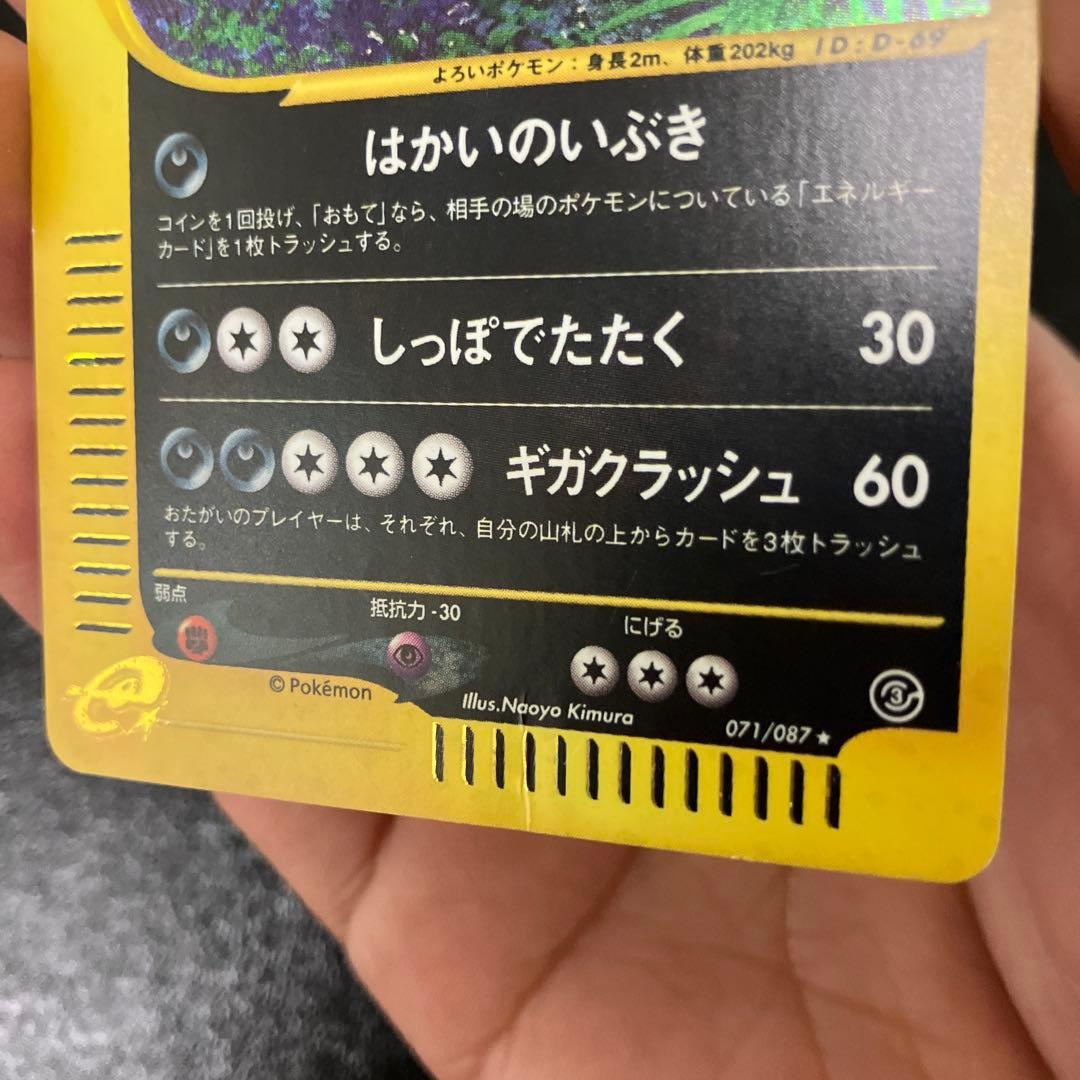 よろいポケモン：身長2m、体重202kg ID：D-69
はかいのいぶき
コインを1回投げ、「おもて」なら、相手の場のポケモンについている「エネルギー
カード」を1枚トラッシュする。
しっぽでたたく 30
ギガクラッシュ 60
おたがいのプレイヤーは、それぞれ、自分の山札の上からカードを3枚トラッシュ
する。
弱点 抵抗力 -30 にげる
© Pokémon
Illus.Naoyo Kimura
071/087 ★
3
e